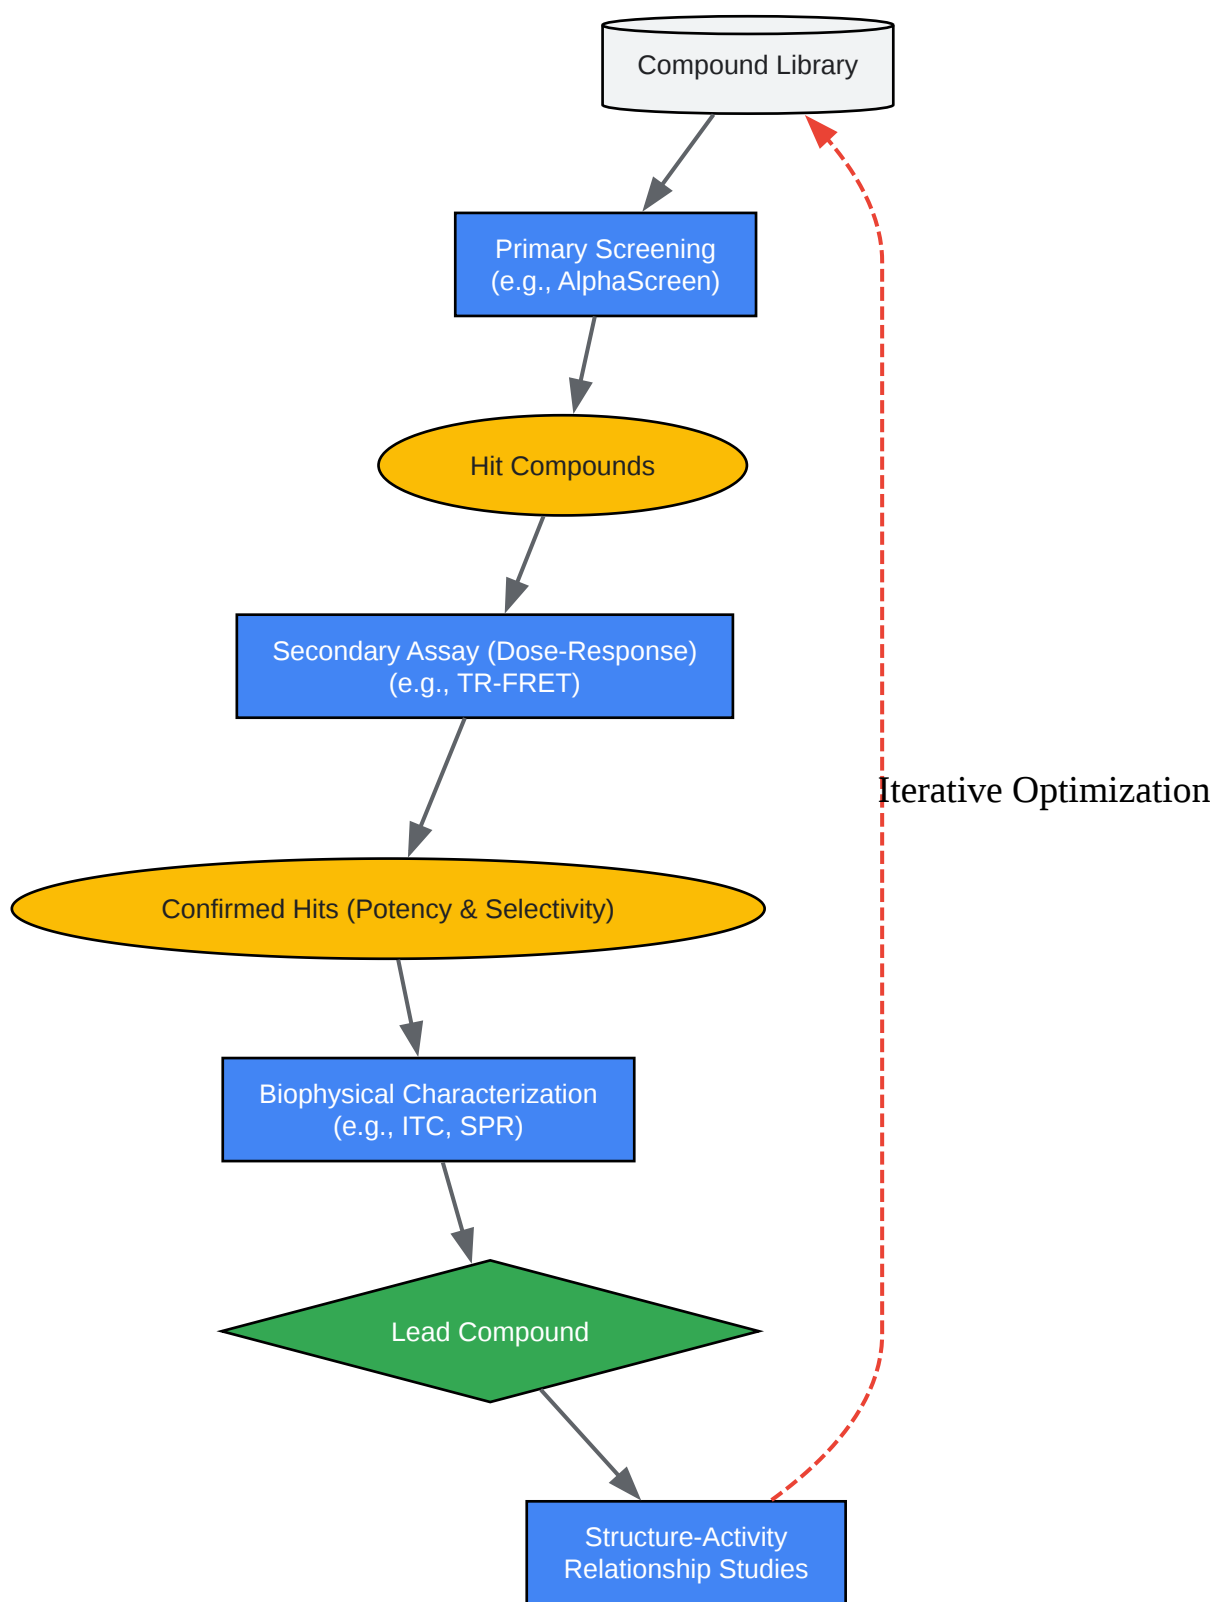 Compound Library
Primary Screening
(e.g., AlphaScreen)
Hit Compounds
Secondary Assay (Dose-Response)
(e.g., TR-FRET)
Iterative Optimization
Confirmed Hits (Potency & Selectivity)
Biophysical Characterization
(e.g., ITC, SPR)
Lead Compound
Structure-Activity
Relationship Studies